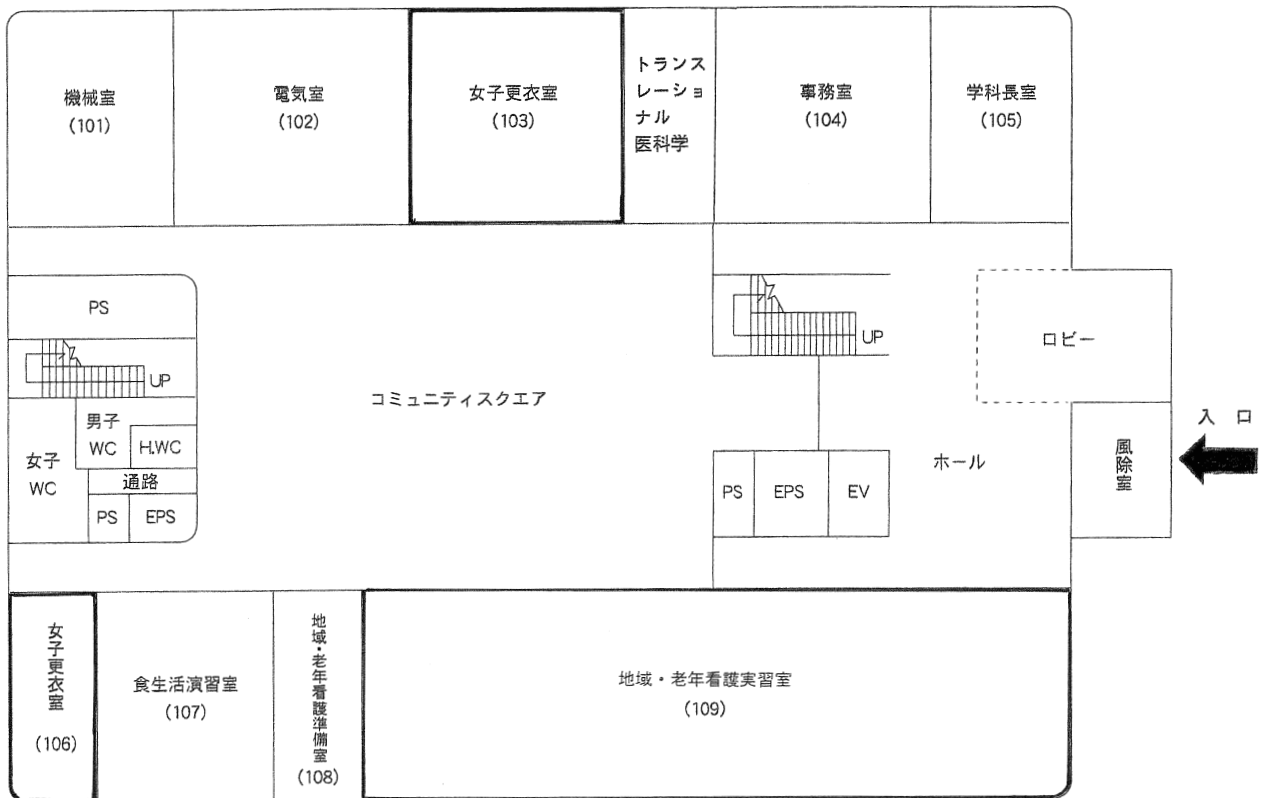 機械室
(101)
電気室
(102)
女子更衣室
(103)
トランス
レーショ
ナル
医科学
事務室
(104)
学科長室
(105)
PS
UP
男子
WC
H.WC
女子
WC
通路
PS
EPS
コミュニティスクエア
UP
PS
EPS
EV
ホール
ロビー
風除室
入 口
女子更衣室
(106)
食生活演習室
(107)
地域・老年看護準備室
(108)
地域・老年看護実習室
(109)